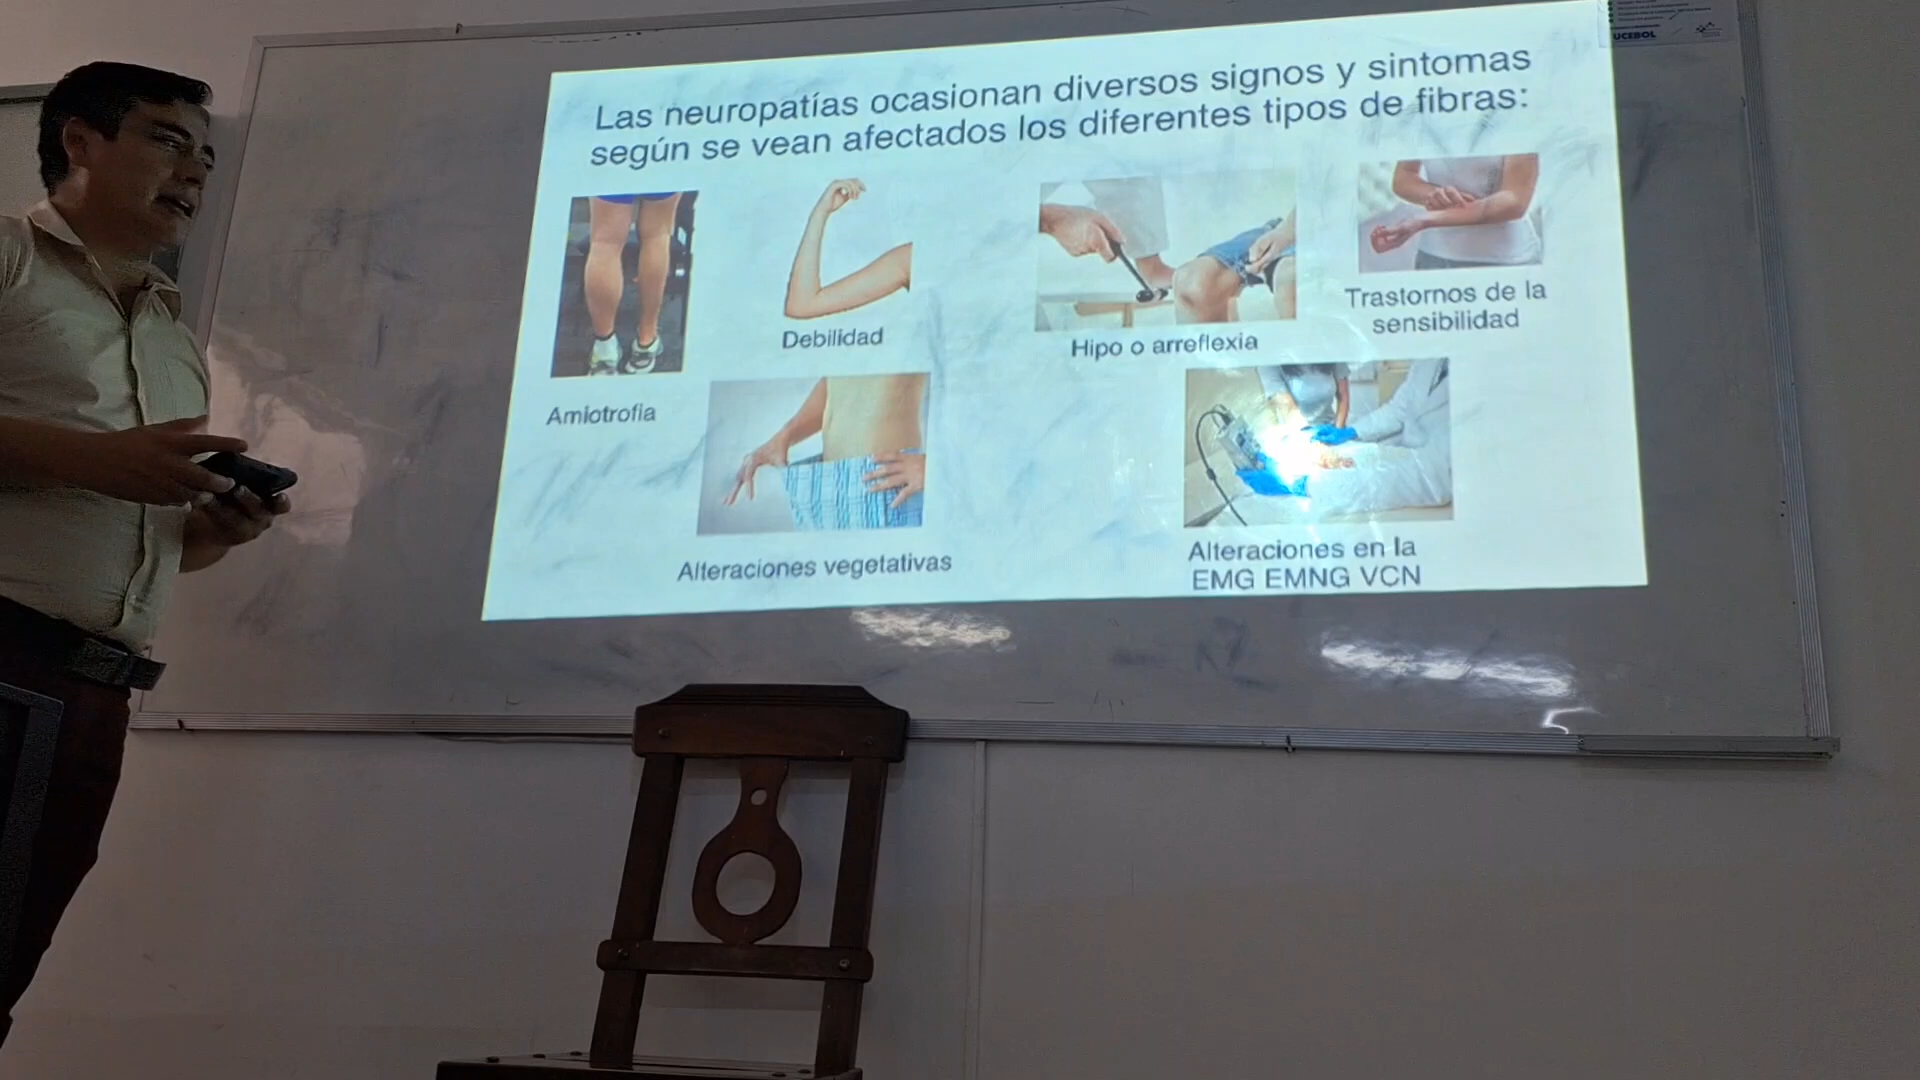 UCEBOL
Las neuropatías ocasionan diversos signos y sintomas
según se vean afectados los diferentes tipos de fibras:
Amiotrofia
Debilidad
Hipo o arreflexia
Trastornos de la
sensibilidad
Alteraciones vegetativas
Alteraciones en la
EMG EMNG VCN